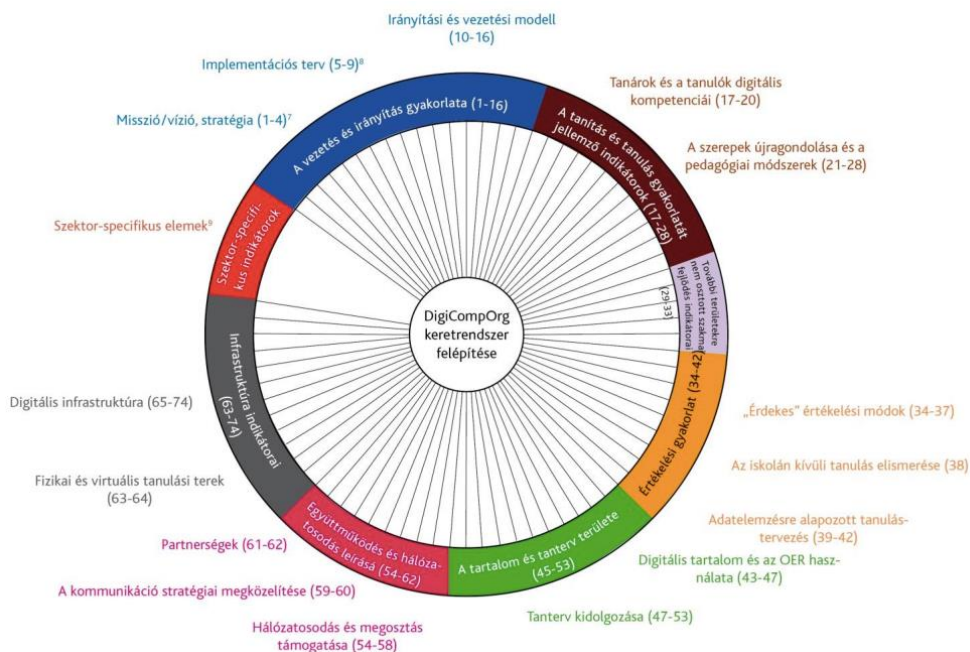 Irányítási és vezetési modell
(10-16)
Implementációs terv (5-9)⁸
Misszió/vízió, stratégia (1-4)⁷
Szektor-specifikus elemek⁹
Tanárok és a tanulók digitális
kompetenciái (17-20)
A szerepek újragondolása és a
pedagógiai módszerek (21-28)
A vezetés és irányítás gyakorlata (1-16)
A tanítás és tanulás gyakorlatát
jellemző indikátorok (17-28)
Szektor-specifi-
kus indikátorok
További területekre
nem osztott szakmai
fejlődés indikátorai
(29-33)
DigiCompOrg
keretrendszer
felépítése
Infrastruktúra indikátorai
(63-74)
Értékelési gyakorlat (34-42)
Együttműködés és hálóza-
tosodás leírásá (54-62)
A tartalom és tanterv területe
(45-53)
Digitális infrastruktúra (65-74)
Fizikai és virtuális tanulási terek
(63-64)
Partnerségek (61-62)
A kommunikáció stratégiai megközelítése (59-60)
Hálózatosodás és megosztás
támogatása (54-58)
„Érdekes” értékelési módok (34-37)
Az iskolán kívüli tanulás elismerése (38)
Adatelemzésre alapozott tanulás-
tervezés (39-42)
Digitális tartalom és az OER hasz-
nálata (43-47)
Tanterv kidolgozása (47-53)